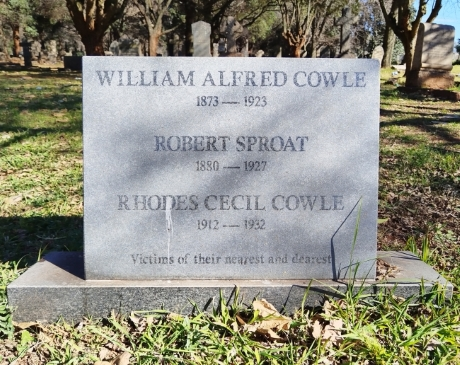 WILLIAM ALFRED COWLE
1873 — 1923
ROBERT SPROAT
1880 — 1927
RHODES CECIL COWLE
1912 — 1932
Victims of their nearest and dearest